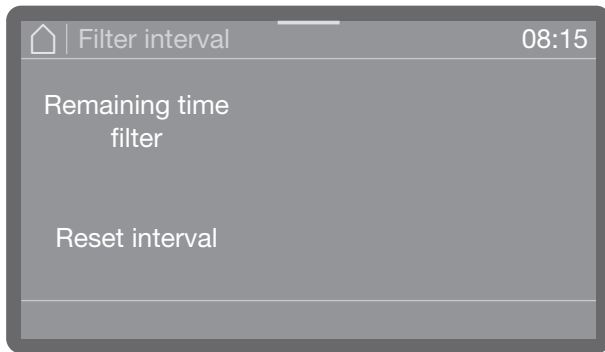 Filter interval 08:15
Remaining time
filter
Reset interval